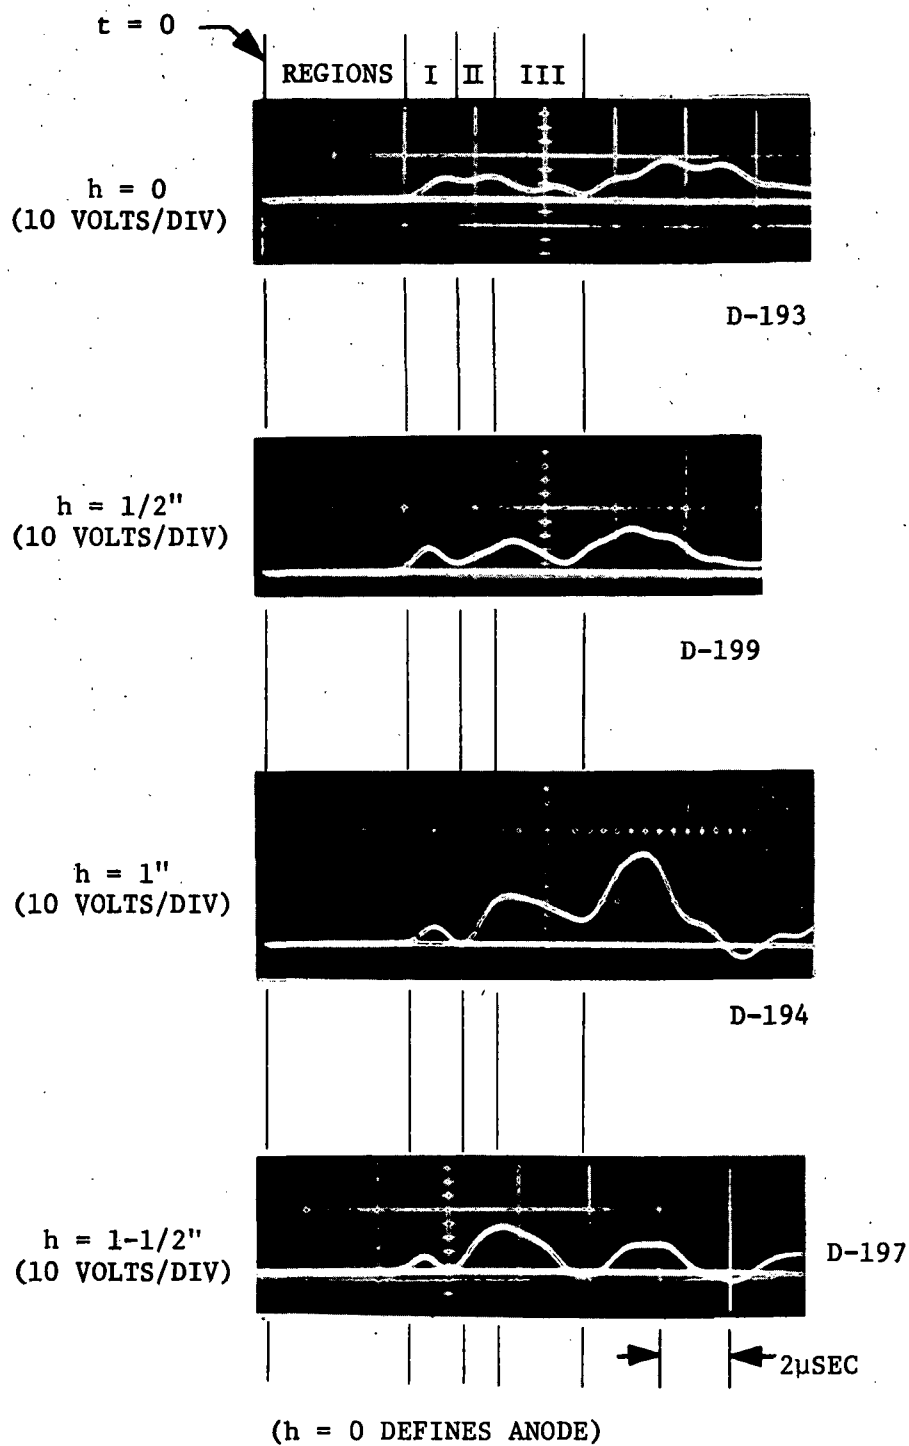 t = 0
REGIONS I II III
h = 0
(10 VOLTS/DIV)
D-193
h = 1/2"
(10 VOLTS/DIV)
D-199
h = 1"
(10 VOLTS/DIV)
D-194
h = 1-1/2"
(10 VOLTS/DIV)
D-197
2μSEC
(h = 0 DEFINES ANODE)